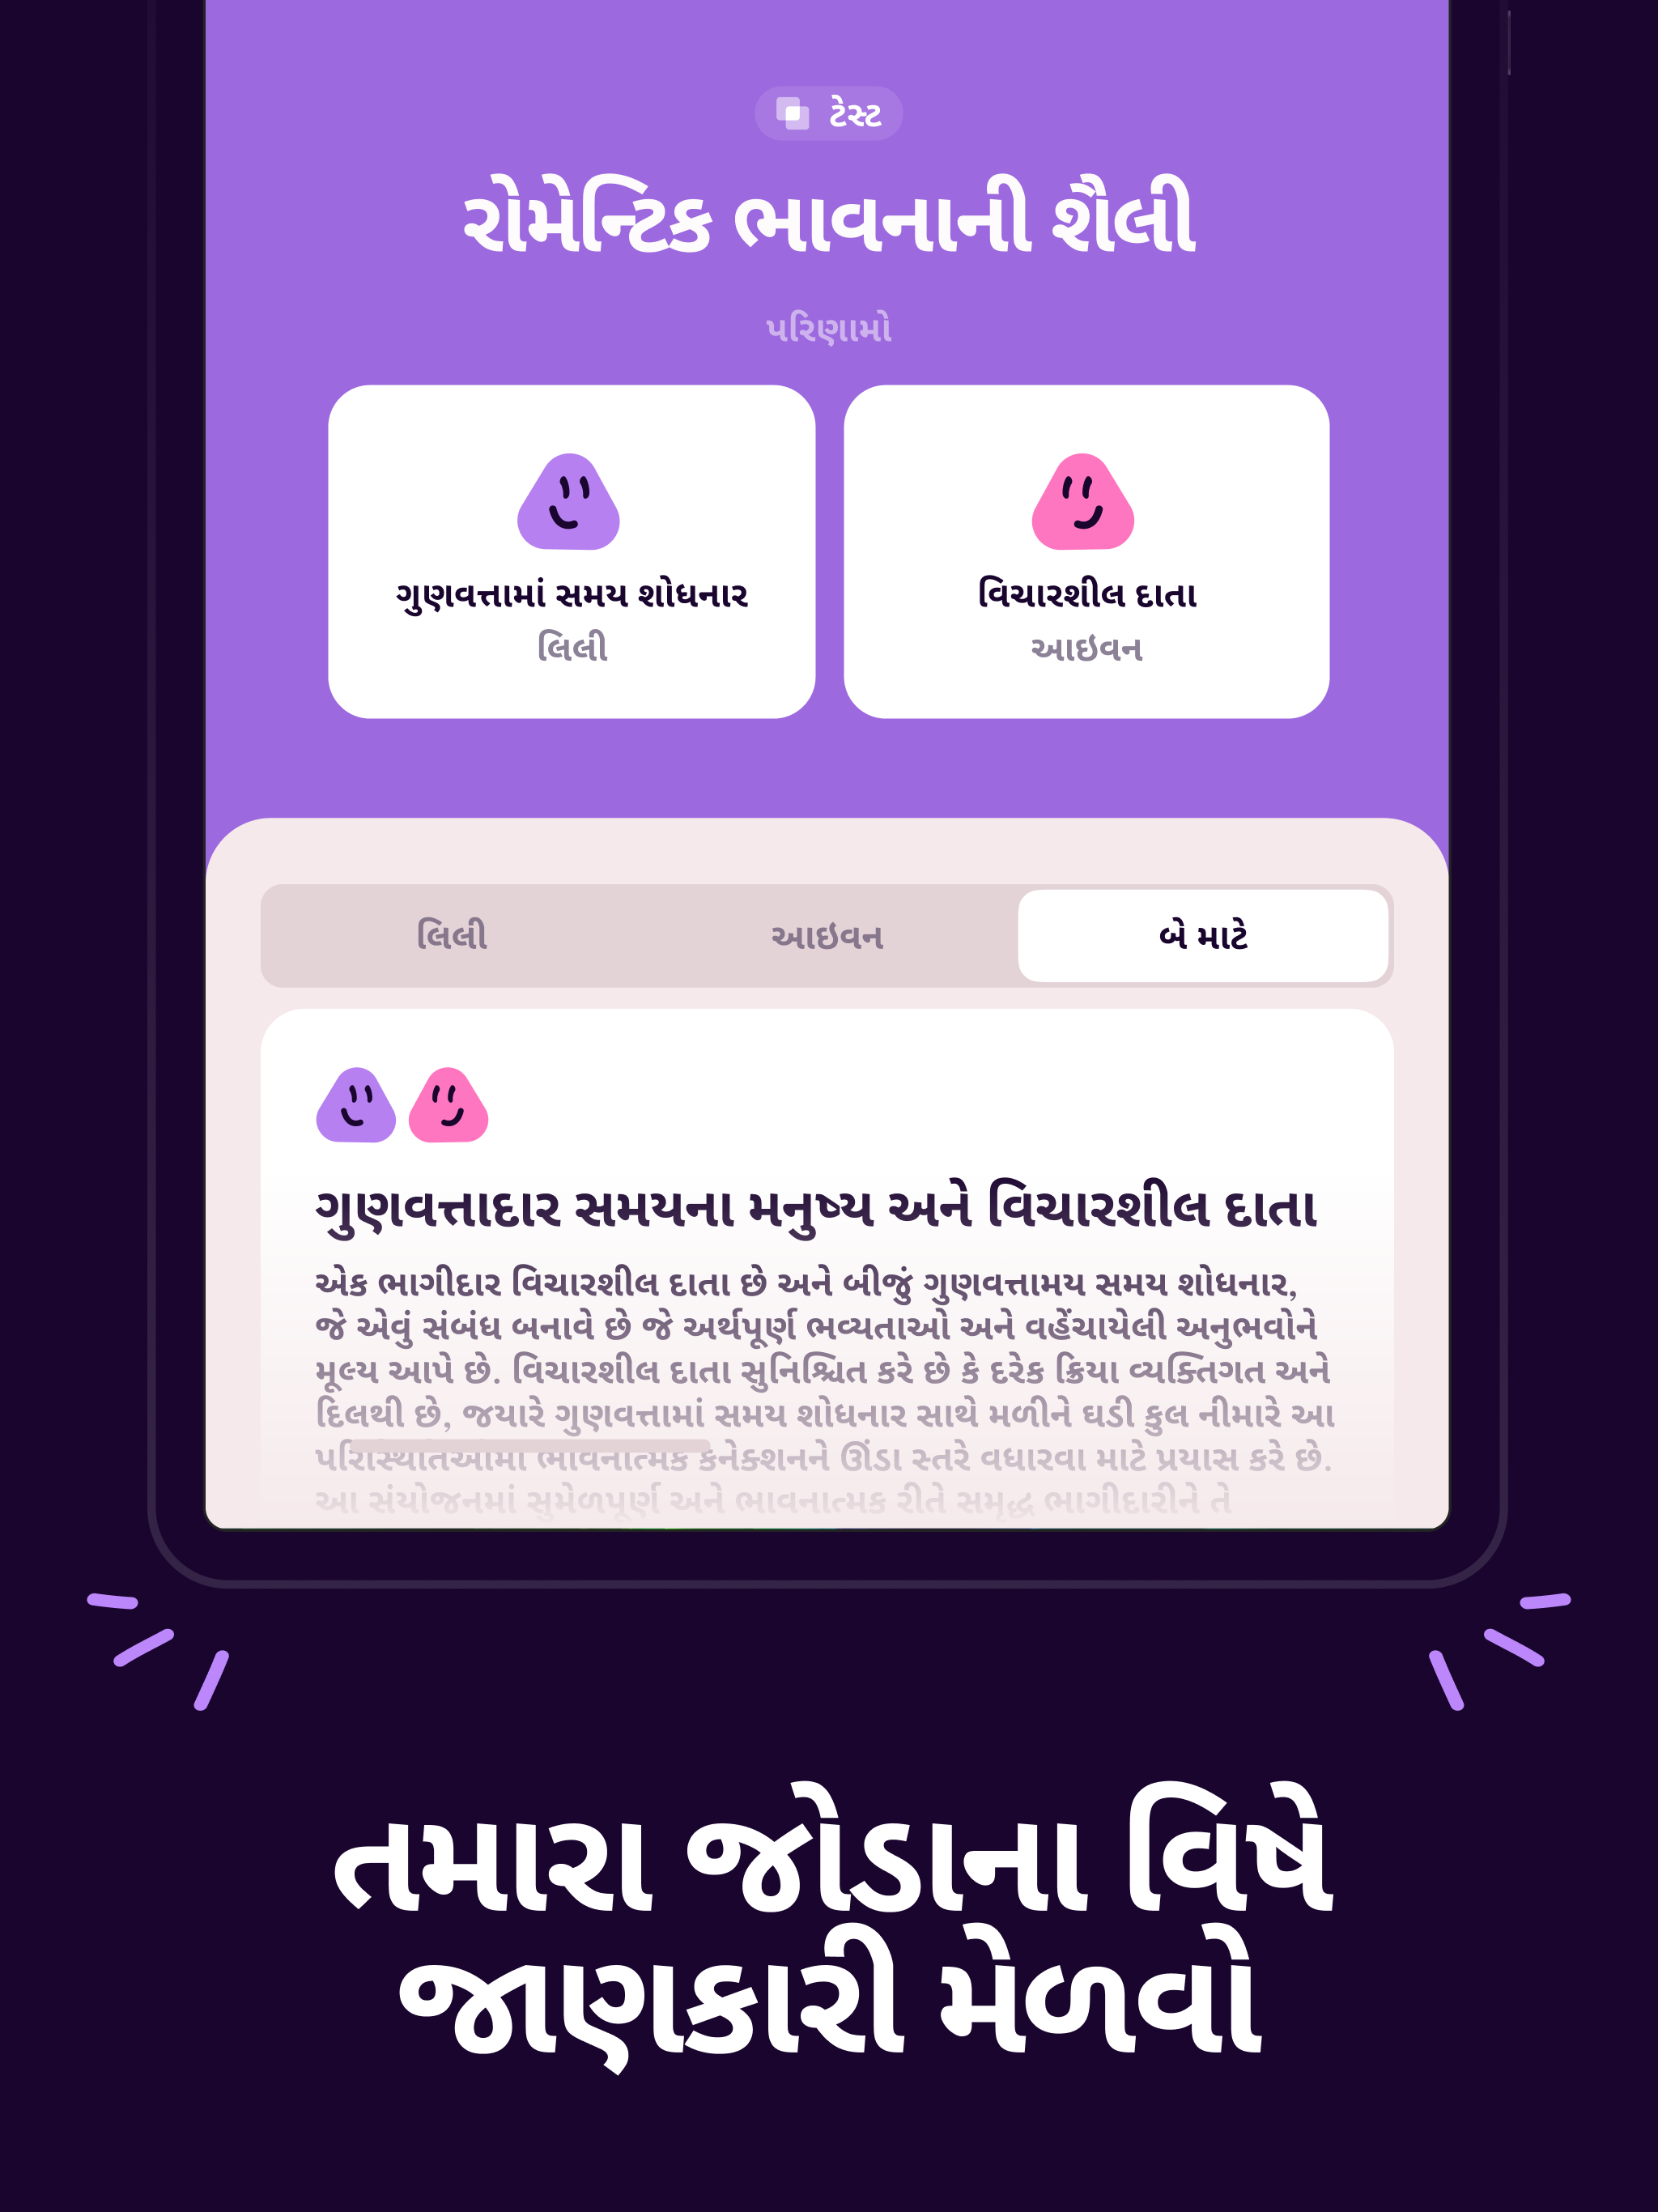 ટેસ્ટ
રોમેન્ટિક ભાવનાની શૈલી
પરિણામો
ગુણવત્તામાં સમય શોધનાર
લિલી
વિચારશીલ દાતા
આઇવન
લિલી
આઇવન
બે માટે
ગુણવત્તાદાર સમયના મનુષ્ય અને વિચારશીલ દાતા
એક ભાગીદાર વિચારશીલ દાતા છે અને બીજું ગુણવત્તામય સમય શોધનાર,
જે એવું સંબંધ બનાવે છે જે અર્થપૂર્ણ ભવ્યતાઓ અને વહેંચાયેલી અનુભવોને
મૂલ્ય આપે છે. વિચારશીલ દાતા સુનિશ્ચિત કરે છે કે દરેક ક્રિયા વ્યક્તિગત અને
દિલથી છે, જ્યારે ગુણવત્તામાં સમય શોધનાર સાથે મળીને ઘડી કુલ નીમારે આ
પરિસ્થિતિઓમાં ભાવનાત્મક કનેક્શનને ઊંડા સ્તરે વધારવા માટે પ્રયાસ કરે છે.
આ સંયોજનમાં સુમેળપૂર્ણ અને ભાવનાત્મક રીતે સમૃદ્ધ ભાગીદારીને તે
તમારા જોડાના વિષે
જાણકારી મેળવો